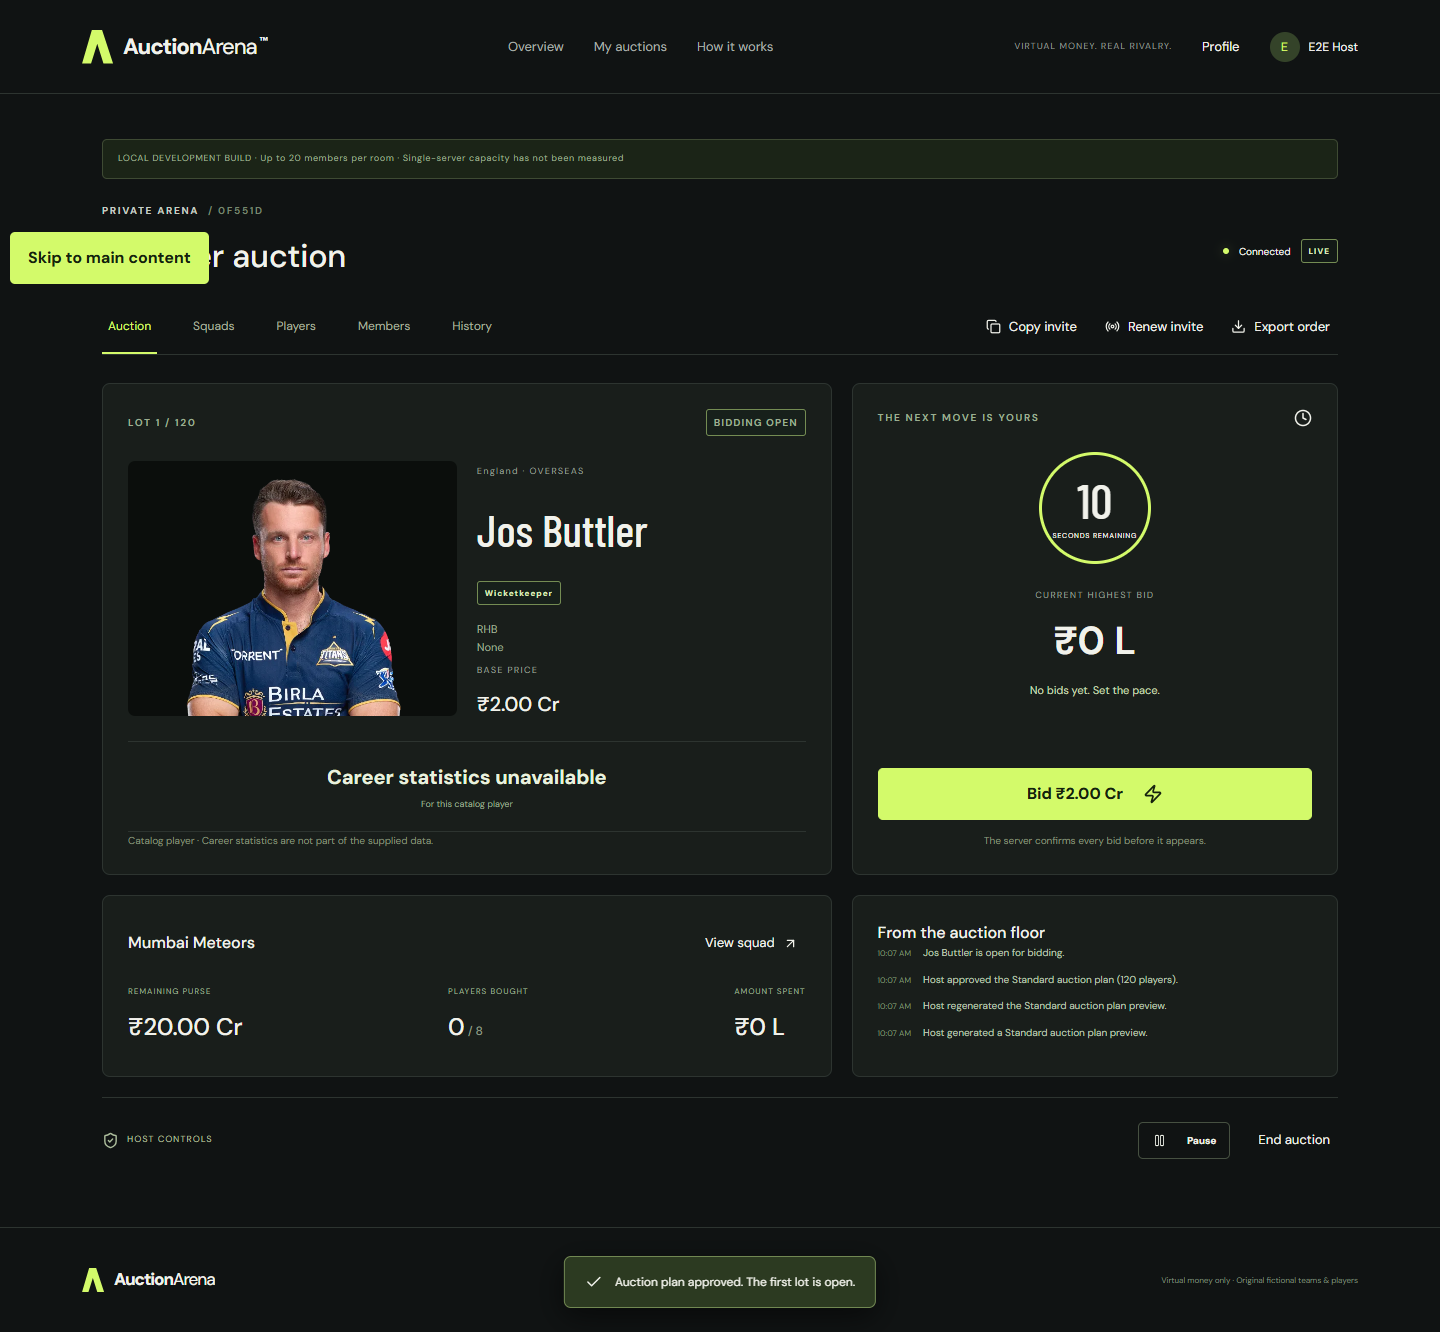 AuctionArena™
Overview
My auctions
How it works
VIRTUAL MONEY. REAL RIVALRY.
Profile
E
E2E Host
LOCAL DEVELOPMENT BUILD · Up to 20 members per room · Single-server capacity has not been measured
PRIVATE ARENA / 0F551D
Skip to main content
auction
Connected
LIVE
Auction
Squads
Players
Members
History
Copy invite
Renew invite
Export order
LOT 1 / 120
BIDDING OPEN
England · OVERSEAS
Jos Buttler
Wicketkeeper
RHB
None
BASE PRICE
₹2.00 Cr
TORRENT
TITANS
BIRLA
ESTATES
Career statistics unavailable
For this catalog player
Catalog player · Career statistics are not part of the supplied data.
THE NEXT MOVE IS YOURS
10
SECONDS REMAINING
CURRENT HIGHEST BID
₹0 L
No bids yet. Set the pace.
Bid ₹2.00 Cr
The server confirms every bid before it appears.
Mumbai Meteors
View squad
REMAINING PURSE
₹20.00 Cr
PLAYERS BOUGHT
0 / 8
AMOUNT SPENT
₹0 L
From the auction floor
10:07 AM Jos Buttler is open for bidding.
10:07 AM Host approved the Standard auction plan (120 players).
10:07 AM Host regenerated the Standard auction plan preview.
10:07 AM Host generated a Standard auction plan preview.
HOST CONTROLS
Pause
End auction
AuctionArena
Auction plan approved. The first lot is open.
Virtual money only · Original fictional teams & players